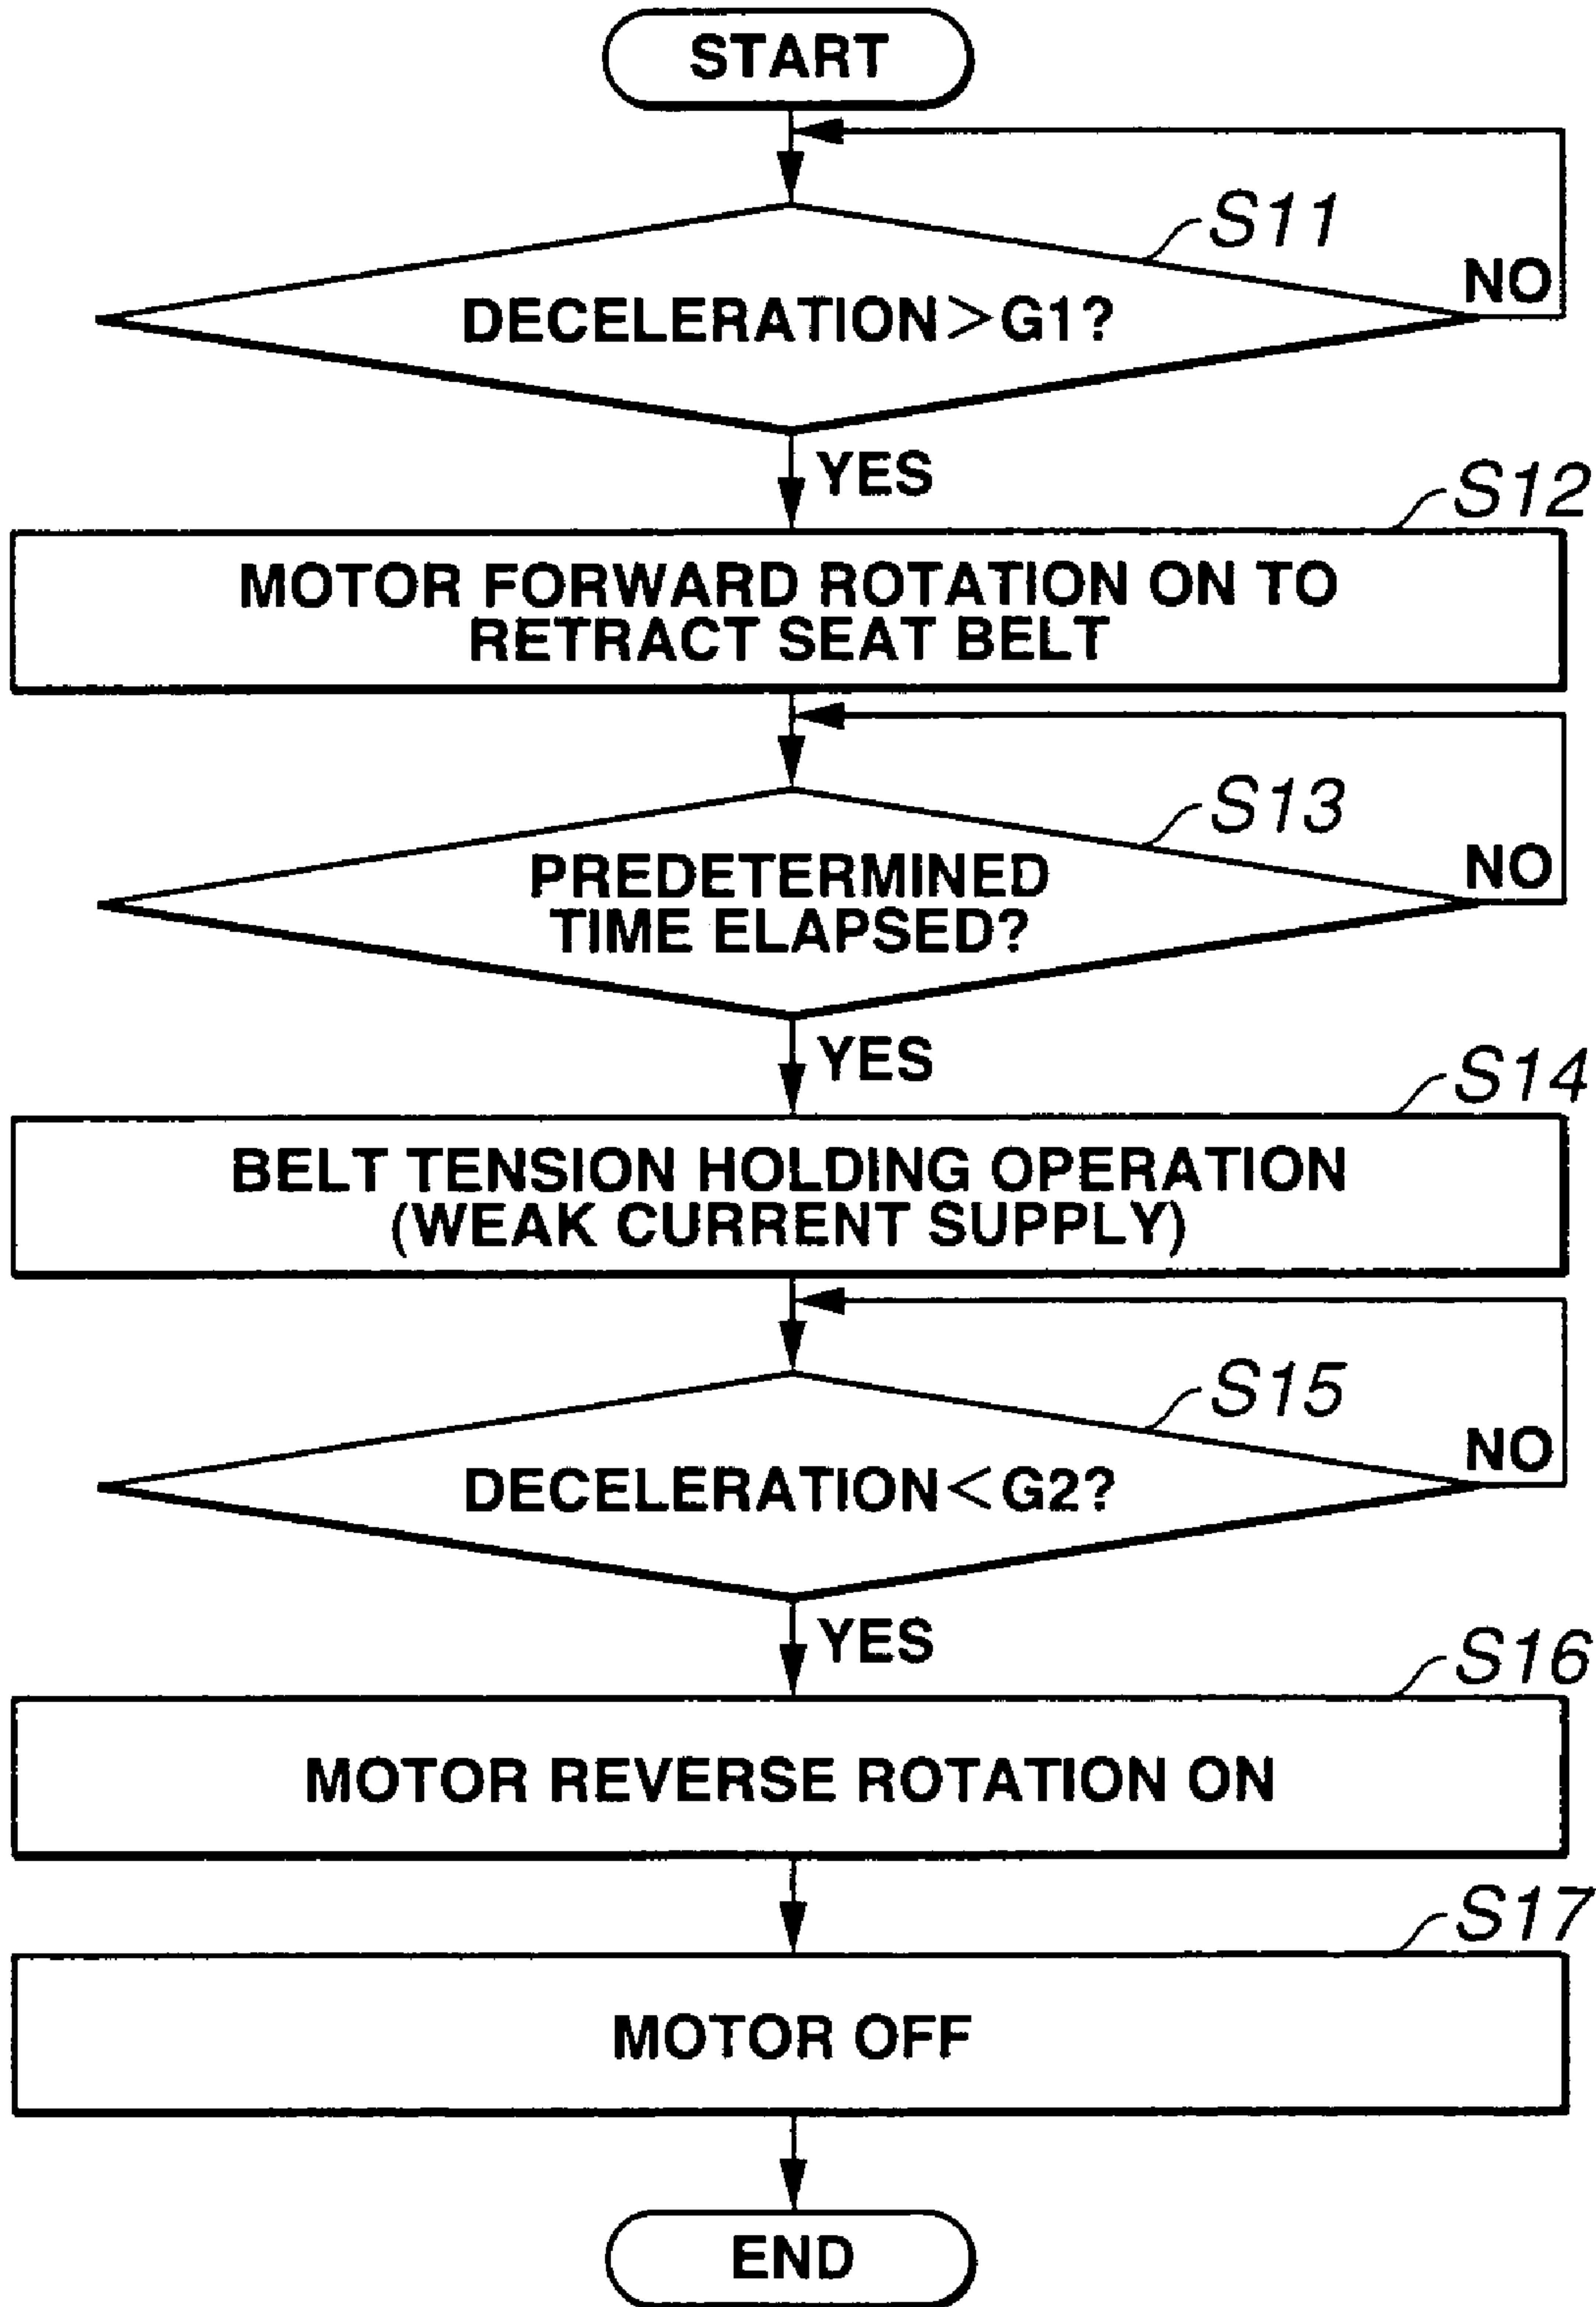 START
S11
DECELERATION>G1?
NO
YES
S12
MOTOR FORWARD ROTATION ON TO
RETRACT SEAT BELT
S13
PREDETERMINED
TIME ELAPSED?
NO
YES
S14
BELT TENSION HOLDING OPERATION
(WEAK CURRENT SUPPLY)
S15
DECELERATION<G2?
NO
YES
S16
MOTOR REVERSE ROTATION ON
S17
MOTOR OFF
END